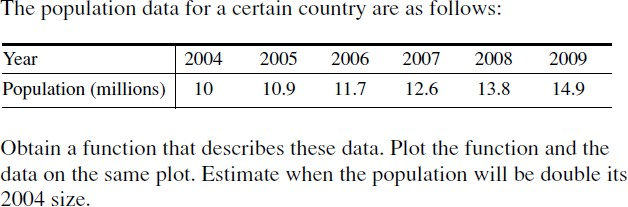 The population data for a certain country are as follows:
Year 2004 2005 2006 2007 2008 2009
Population (millions) 10 10.9 11.7 12.6 13.8 14.9
Obtain a function that describes these data. Plot the function and the
data on the same plot. Estimate when the population will be double its
2004 size.